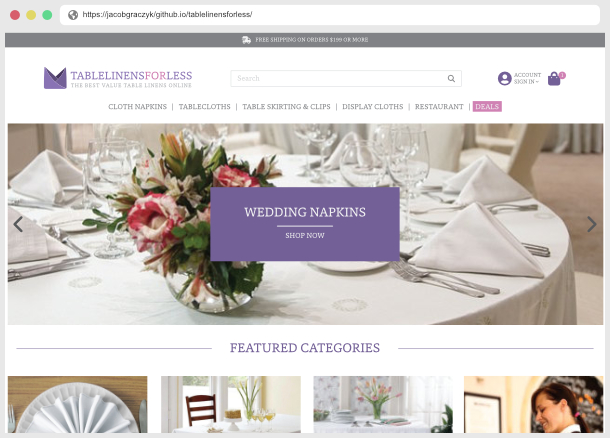 https://jacobgraczyk/github.io/tablelinensforless/
FREE SHIPPING ON ORDERS $199 OR MORE
TABLELINENSFORLESS
THE BEST VALUE TABLE LINENS ONLINE
Search
ACCOUNT
SIGN IN
1
CLOTH NAPKINS | TABLECLOTHS | TABLE SKIRTING & CLIPS | DISPLAY CLOTHS | RESTAURANT | DEALS
WEDDING NAPKINS
SHOP NOW
FEATURED CATEGORIES